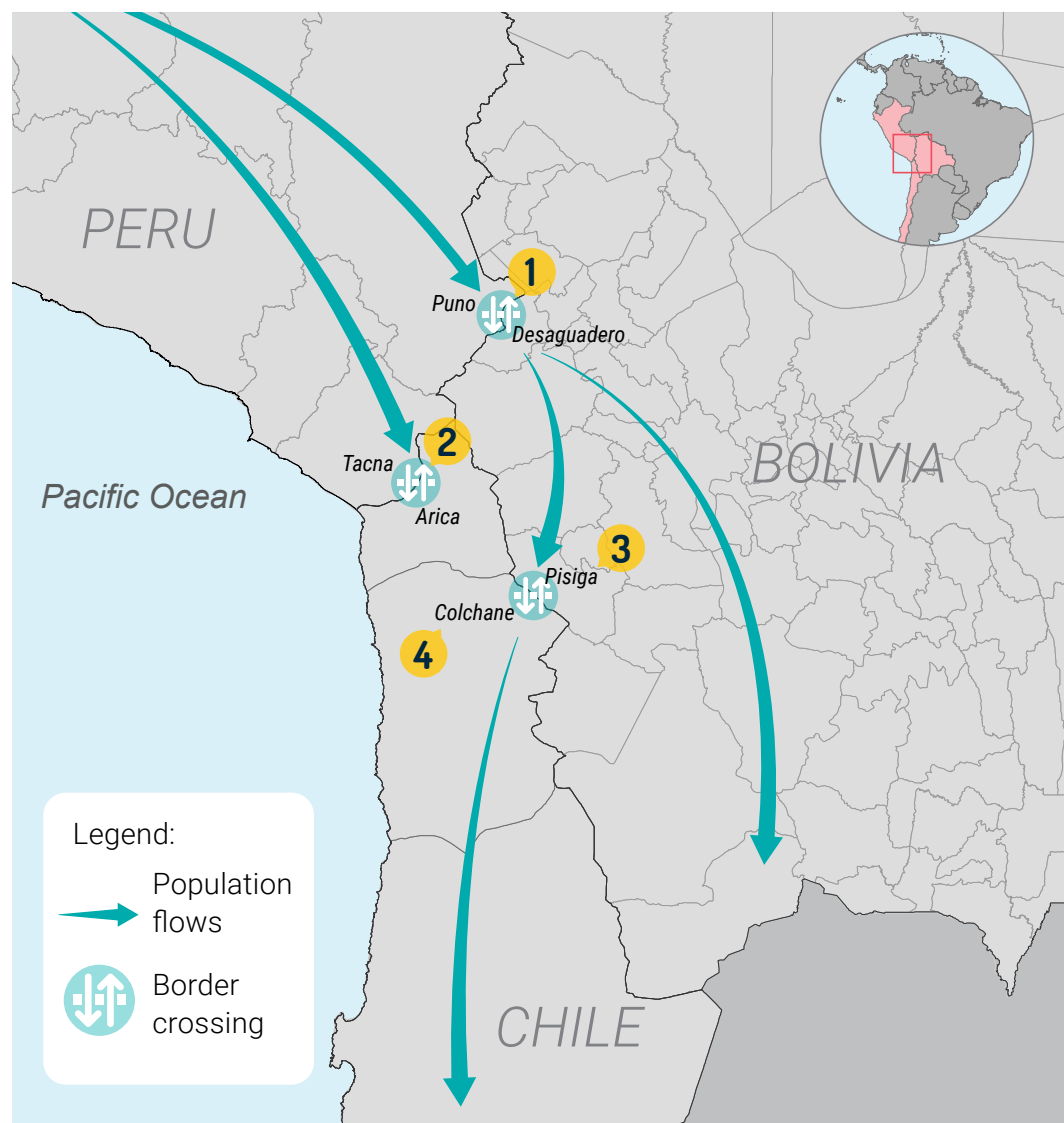 PERU
1
Puno
Desaguadero
2
BOLIVIA
Tacna
Pacific Ocean
Arica
3
Pisiga
Colchane
4
Legend:
Population
flows
Border
crossing
CHILE